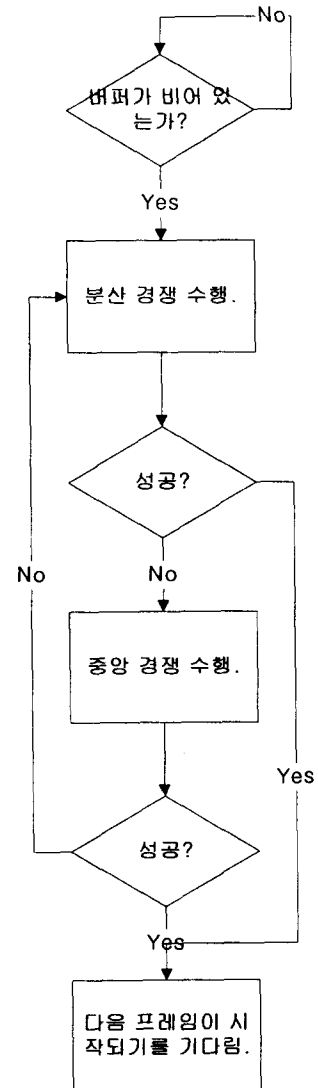 No
버퍼가 비어 있
는가?
Yes
분산 경쟁 수행.
성공?
No
No
중앙 경쟁 수행.
Yes
성공?
Yes
다음 프레임이 시
작되기를 기다림.